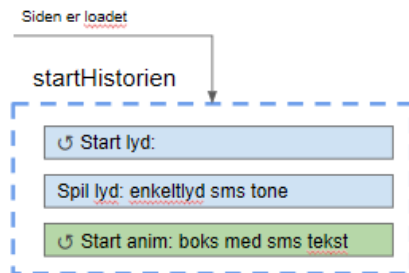 Siden er loadet
startHistorien
↺ Start lyd:
Spil lyd: enkeltlyd sms tone
↺ Start anim: boks med sms tekst